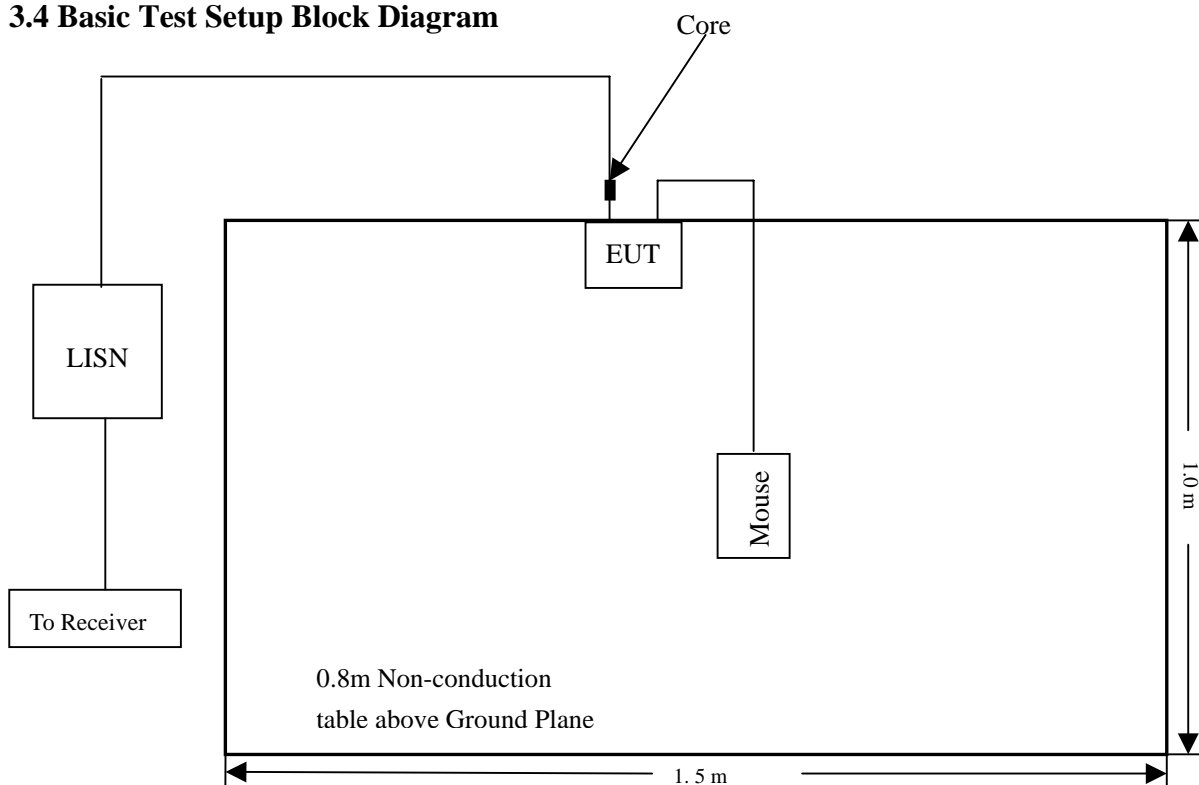 3.4 Basic Test Setup Block Diagram
Core
EUT
LISN
Mouse
1.0 m
To Receiver
0.8m Non-conduction
table above Ground Plane
1. 5 m